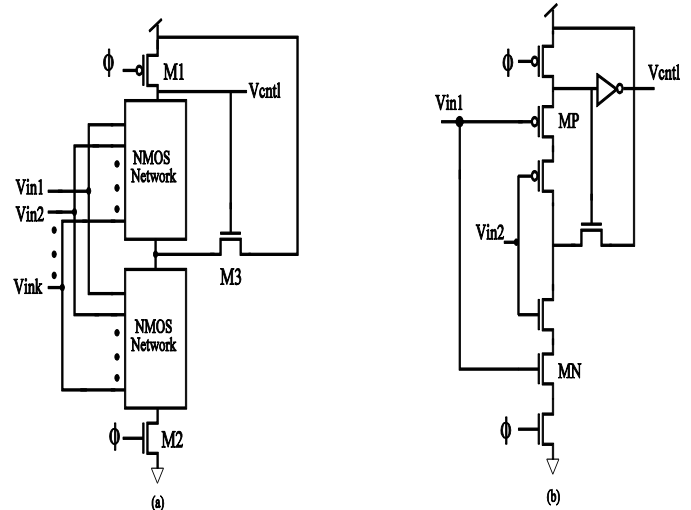 ϕ
M1
Vcntl
NMOS
Network
Vin1
Vin2
Vink
M3
NMOS
Network
ϕ
M2
(a)
ϕ
Vcntl
Vin1
MP
Vin2
MN
ϕ
(b)